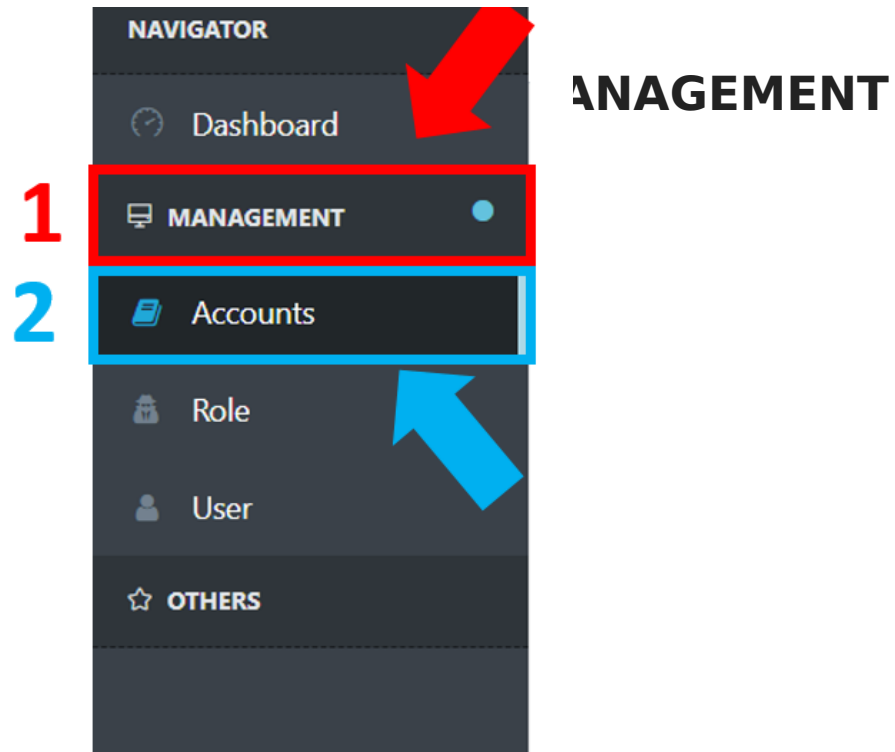 NAVIGATOR
ANAGEMENT
Dashboard
1 MANAGEMENT
2 Accounts
Role
User
OTHERS